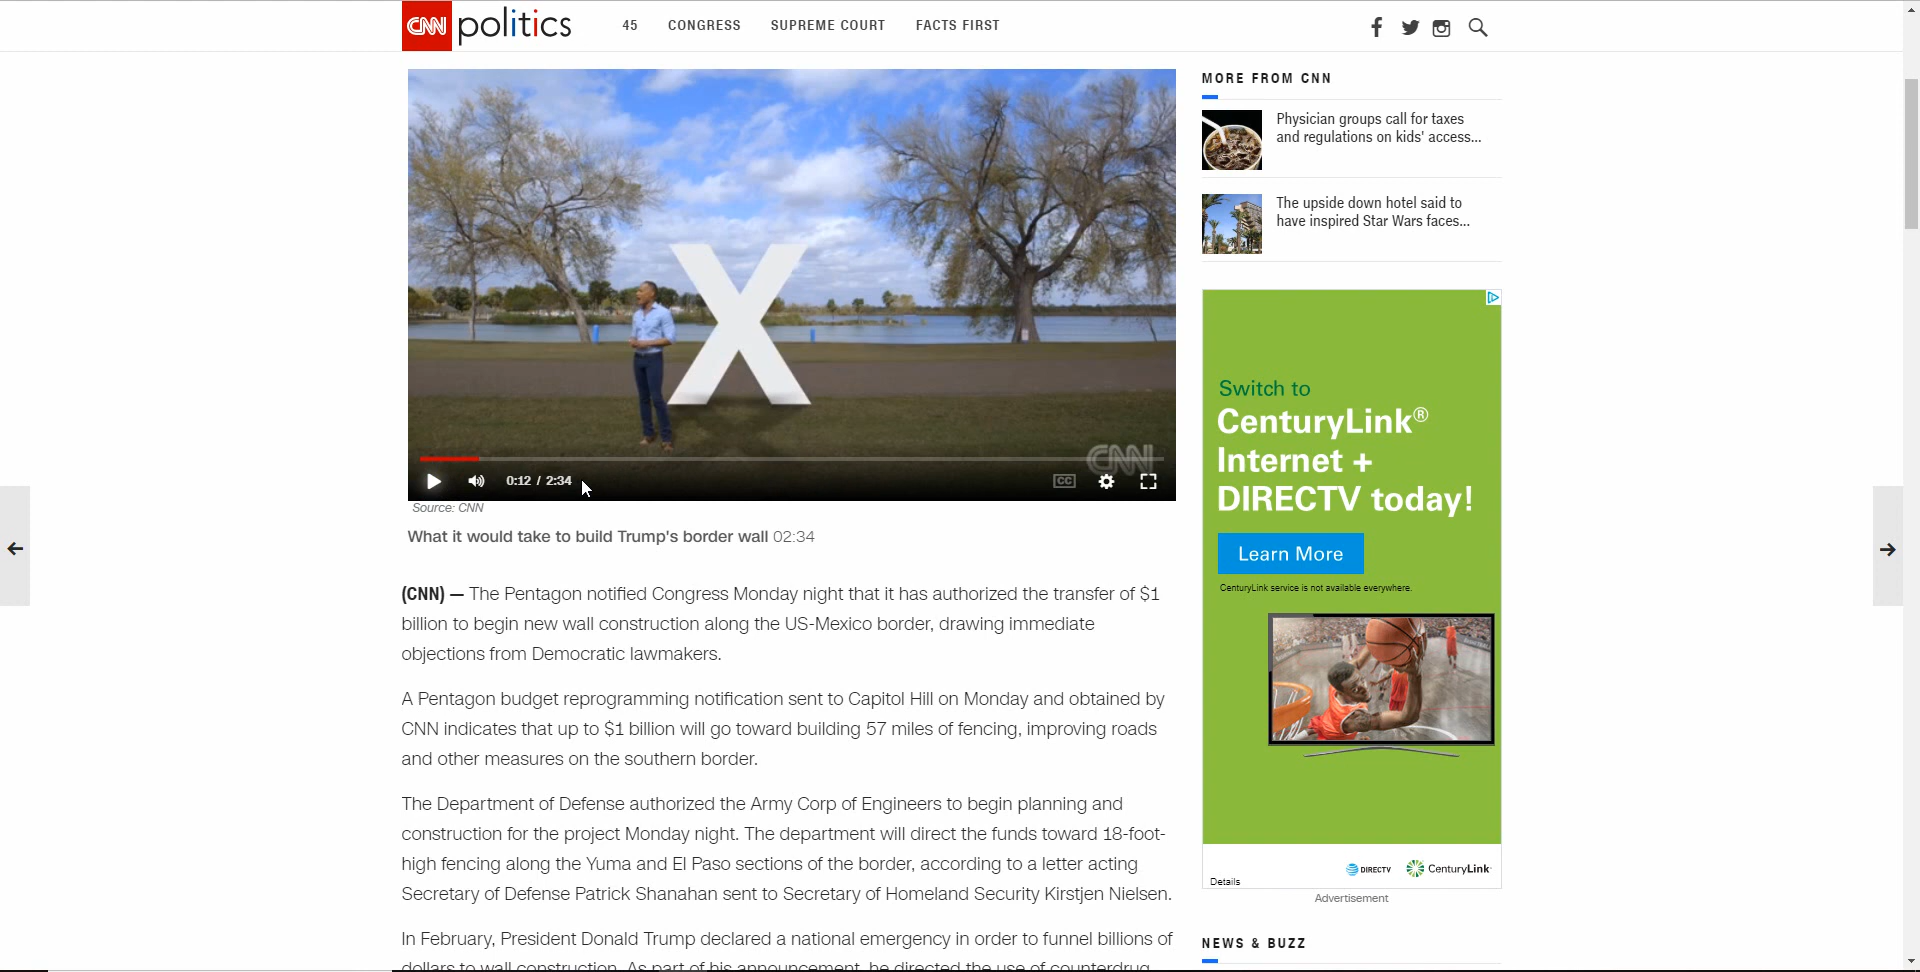 CNN politics 45 CONGRESS SUPREME COURT FACTS FIRST
X
CNN
0:12 / 2:34 CC
Source: CNN
What it would take to build Trump's border wall 02:34
(CNN) — The Pentagon notified Congress Monday night that it has authorized the transfer of $1
billion to begin new wall construction along the US-Mexico border, drawing immediate
objections from Democratic lawmakers.
A Pentagon budget reprogramming notification sent to Capitol Hill on Monday and obtained by
CNN indicates that up to $1 billion will go toward building 57 miles of fencing, improving roads
and other measures on the southern border.
The Department of Defense authorized the Army Corp of Engineers to begin planning and
construction for the project Monday night. The department will direct the funds toward 18-foot-
high fencing along the Yuma and El Paso sections of the border, according to a letter acting
Secretary of Defense Patrick Shanahan sent to Secretary of Homeland Security Kirstjen Nielsen.
In February, President Donald Trump declared a national emergency in order to funnel billions of
dollars to wall construction. As part of his announcement, he directed the use of counterdrug
MORE FROM CNN
Physician groups call for taxes
and regulations on kids' access...
The upside down hotel said to
have inspired Star Wars faces...
Switch to
CenturyLink®
Internet +
DIRECTV today!
Learn More
CenturyLink service is not available everywhere.
Details DIRECTV CenturyLink
Advertisement
NEWS & BUZZ